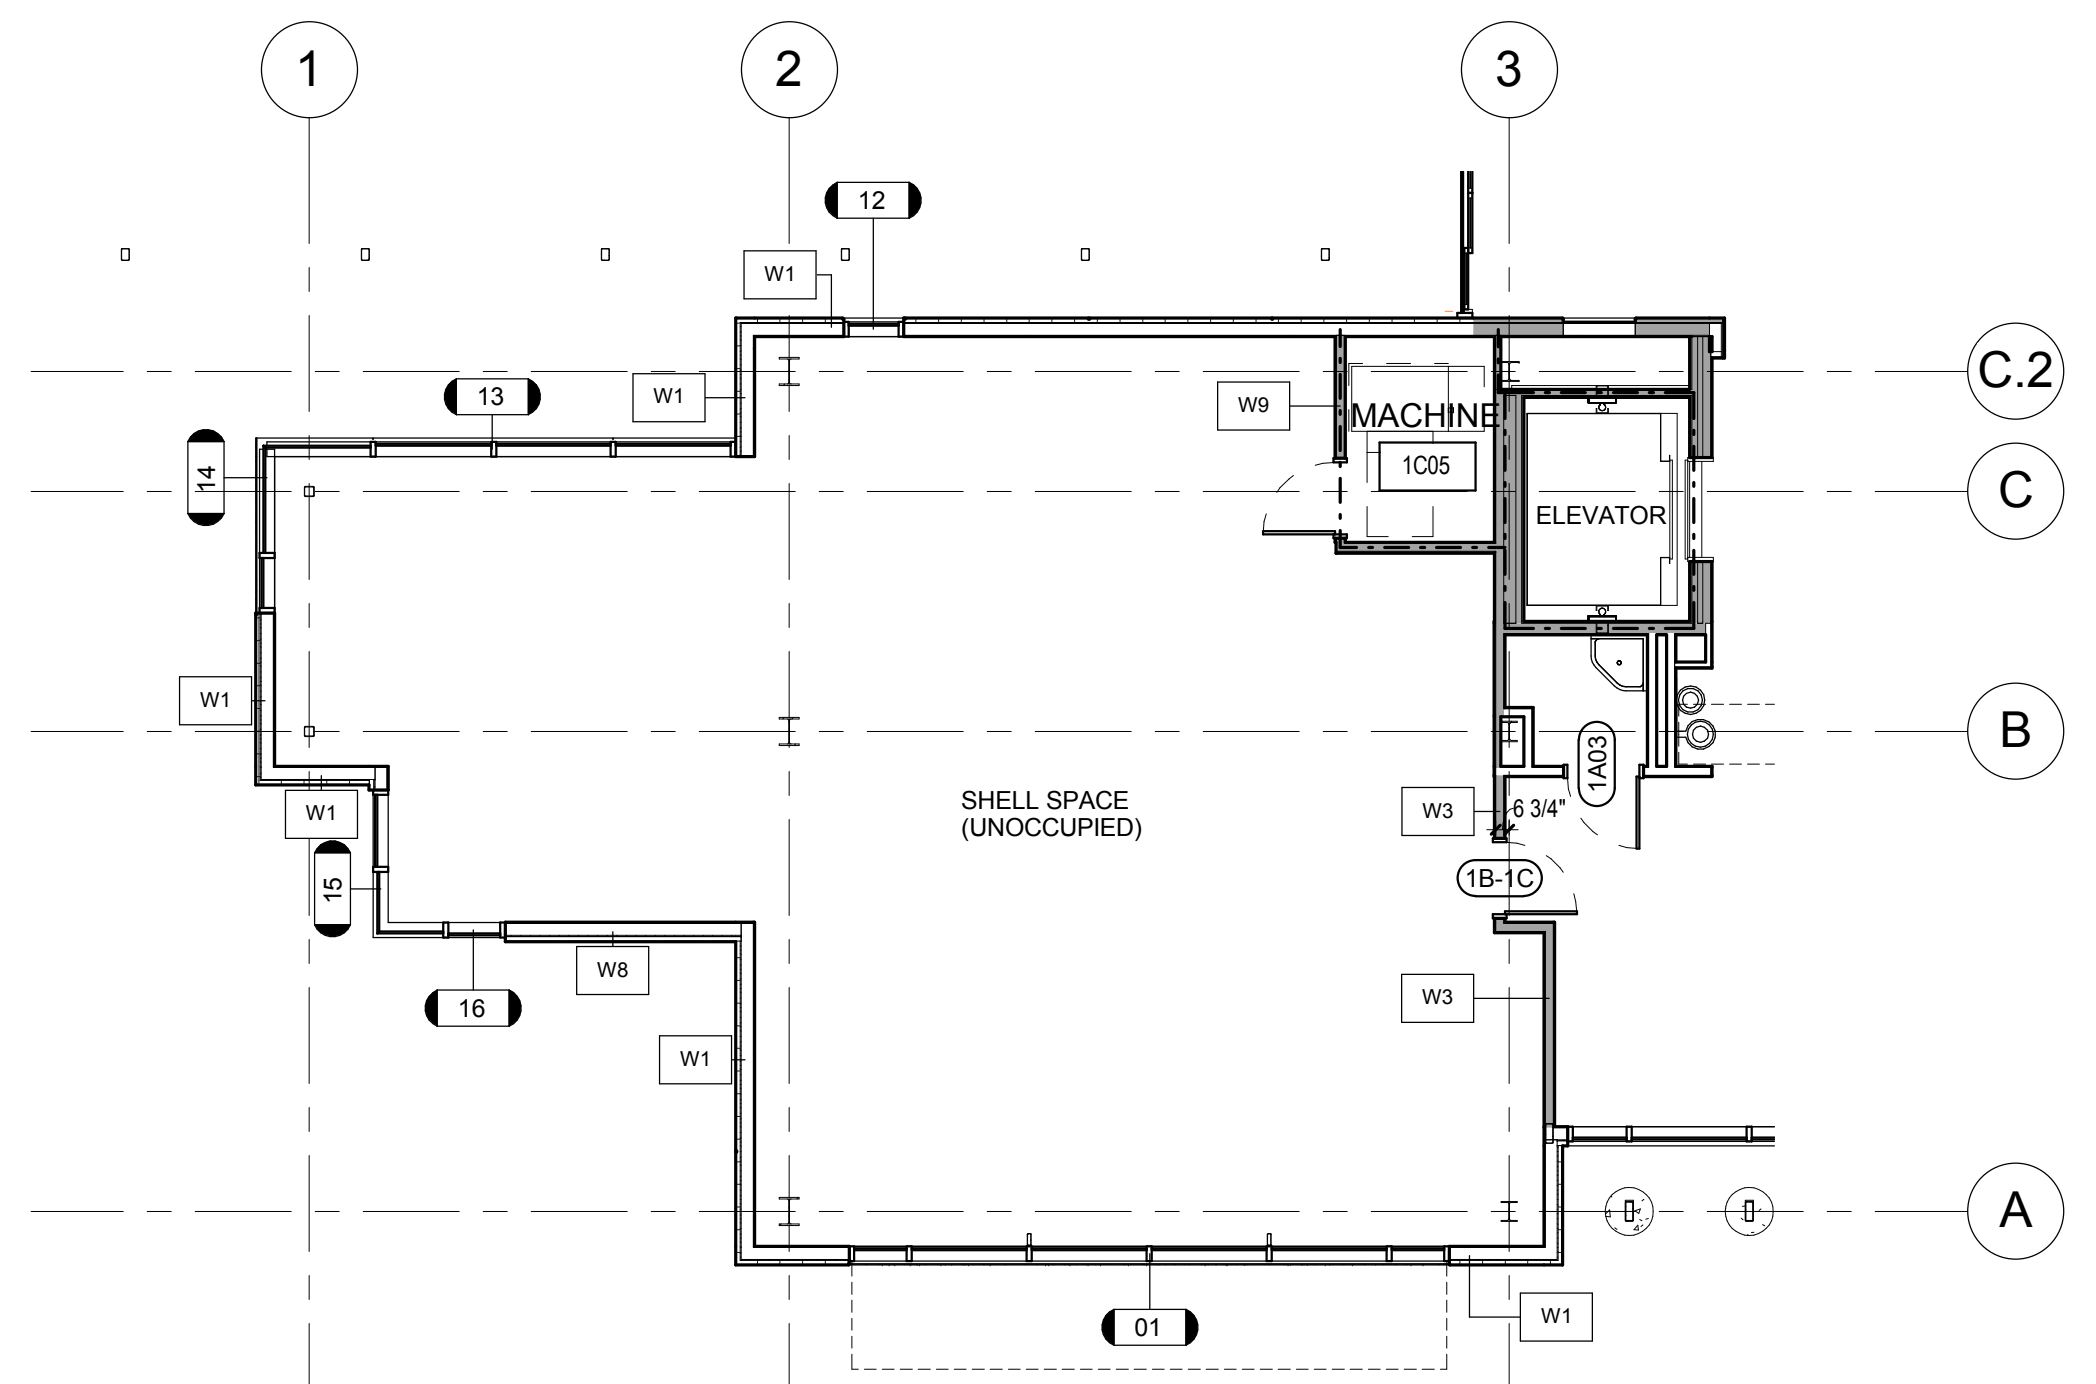 1
2
3
12
W1
C.2
13
W1
W9
MACHINE
14
1C05
C
ELEVATOR
W1
B
1A03
SHELL SPACE
(UNOCCUPIED)
W1
W3
6 3/4"
15
1B-1C
W8
16
W3
W1
A
01
W1